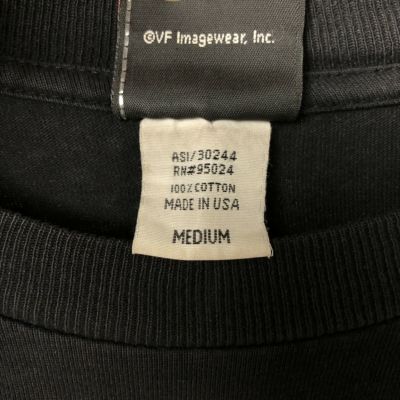 ©VF Imagewear, Inc.
ASI/30244
RN#95024
100%COTTON
MADE IN USA
MEDIUM